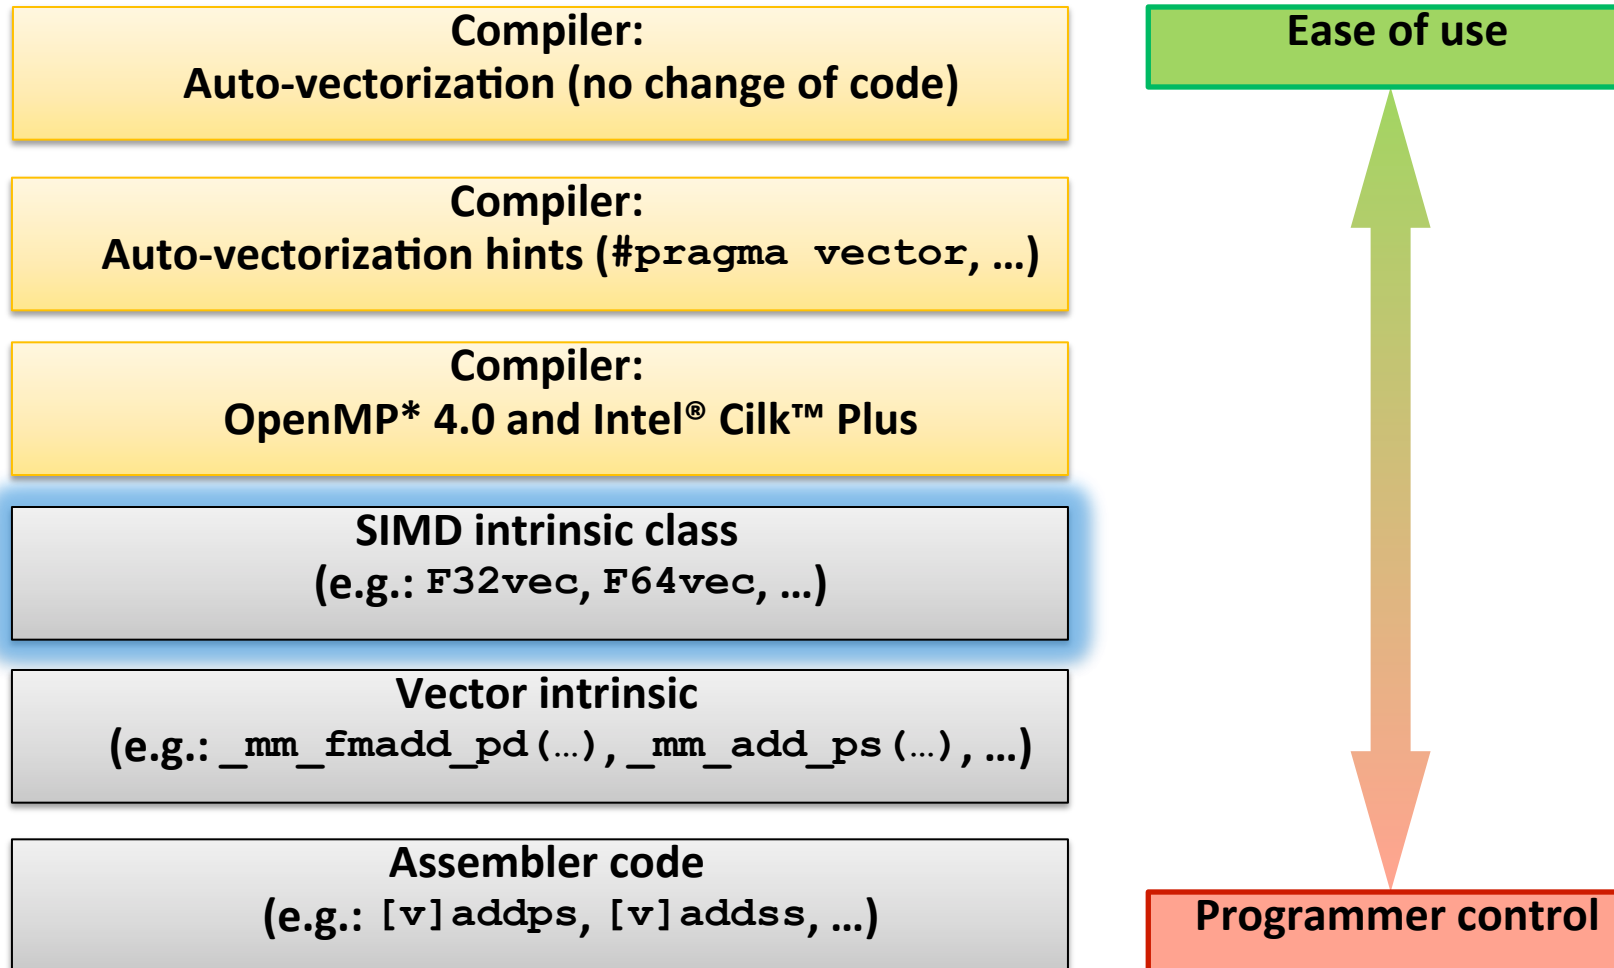 Compiler:
Auto-vectorization (no change of code)
Ease of use
Compiler:
Auto-vectorization hints (#pragma vector, …)
Compiler:
OpenMP* 4.0 and Intel® Cilk™ Plus
SIMD intrinsic class
(e.g.: F32vec, F64vec, …)
Vector intrinsic
(e.g.: _mm_fmadd_pd(…), _mm_add_ps(…), …)
Assembler code
(e.g.: [v]addps, [v]addss, …)
Programmer control